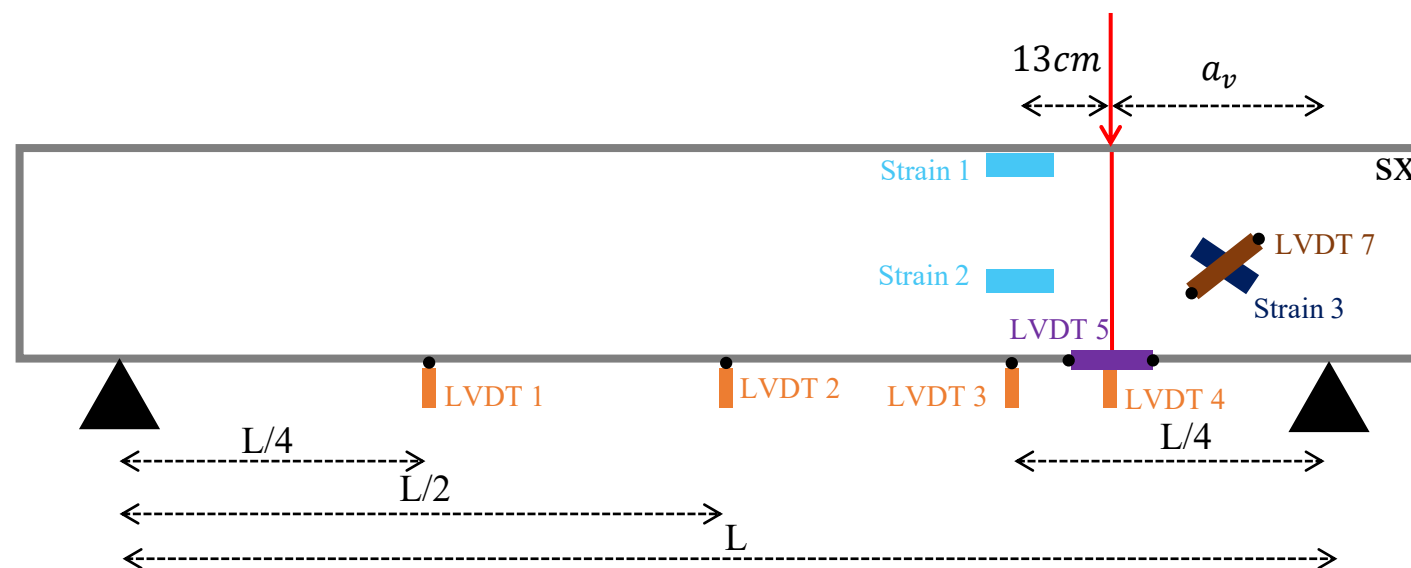 13cm
a_v
Strain 1
SX
Strain 2
LVDT 7
Strain 3
LVDT 5
LVDT 1
LVDT 2
LVDT 3
LVDT 4
L/4
L/4
L/2
L